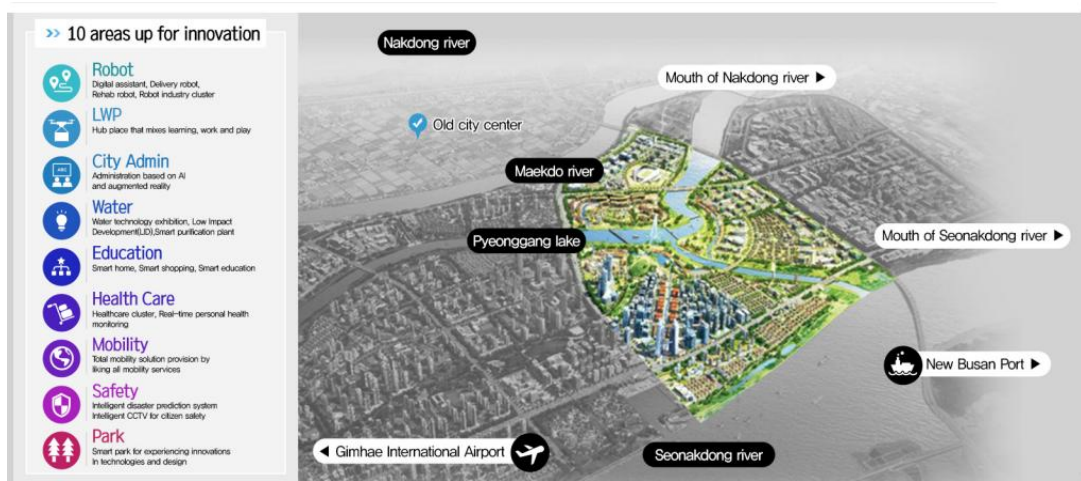 >> 10 areas up for innovation
Robot
Digital assistant, Delivery robot,
Rehab robot, Robot industry cluster
LWP
Hub place that mixes learning, work and play
City Admin
Administration based on AI
and augmented reality
Water
Water technology exhibition, Low Impact
Development(LID),Smart purification plant
Education
Smart home, Smart shopping, Smart education
Health Care
Healthcare cluster, Real-time personal health
monitoring
Mobility
Total mobility solution provision by
liking all mobility services
Safety
Intelligent disaster prediction system
Intelligent CCTV for citizen safety
Park
Smart park for experiencing innovations
In technologies and design
Nakdong river
Mouth of Nakdong river ▶
Old city center
Maekdo river
Pyeonggang lake
Mouth of Seonakdong river ▶
New Busan Port ▶
◀ Gimhae International Airport
Seonakdong river